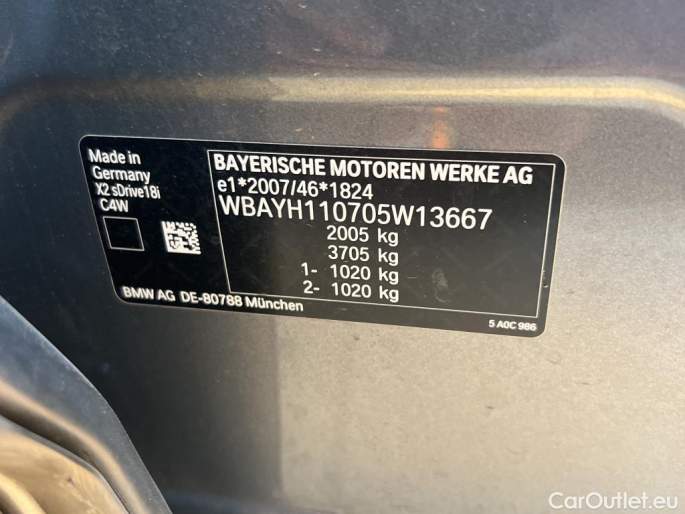 Made in
Germany
X2 sDrive18i
C4W
BAYERISCHE MOTOREN WERKE AG
e1*2007/46*1824
WBAYH110705W13667
2005 kg
3705 kg
1- 1020 kg
2- 1020 kg
BMW AG DE-80788 München
5 A0C 986
CarOutlet.eu